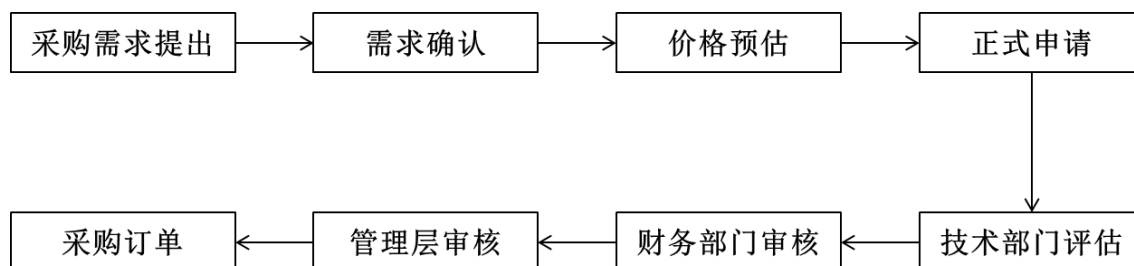 采购需求提出
需求确认
价格预估
正式申请
技术部门评估
财务部门审核
管理层审核
采购订单